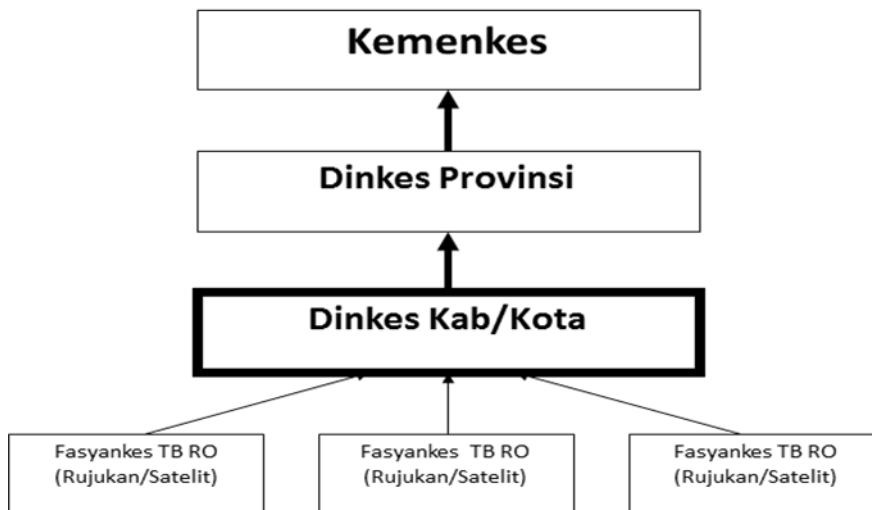 Kemenkes
Dinkes Provinsi
Dinkes Kab/Kota
Fasyankes TB RO
(Rujukan/Satelit)
Fasyankes TB RO
(Rujukan/Satelit)
Fasyankes TB RO
(Rujukan/Satelit)